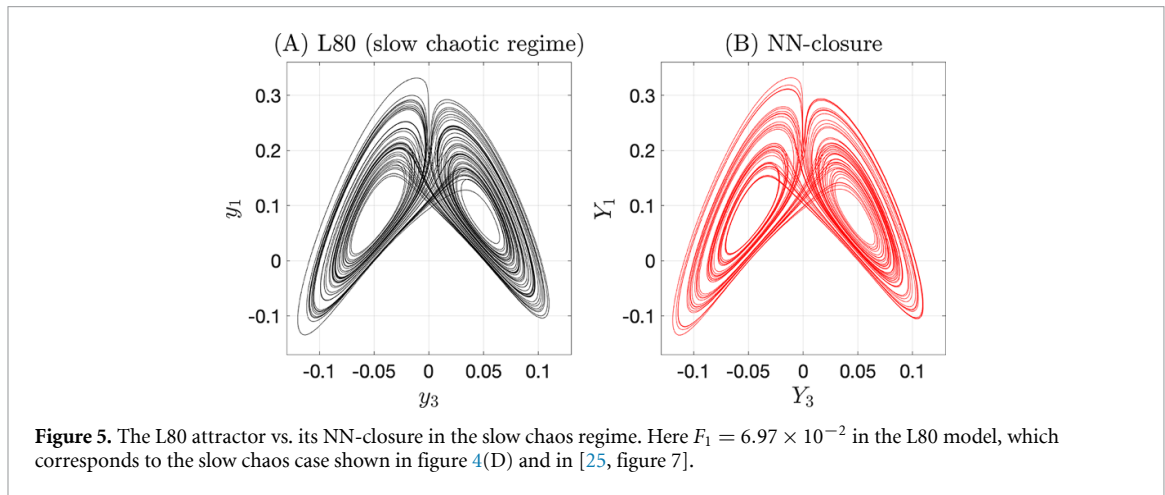 (A) L80 (slow chaotic regime)
(B) NN-closure
0.3
0.2
0.1
0
-0.1
y₁
-0.1 -0.05 0 0.05 0.1
y₃
0.3
0.2
0.1
0
-0.1
Y₁
-0.1 -0.05 0 0.05 0.1
Y₃
Figure 5. The L80 attractor vs. its NN-closure in the slow chaos regime. Here F₁ = 6.97 × 10⁻² in the L80 model, which
corresponds to the slow chaos case shown in figure 4(D) and in [25, figure 7].